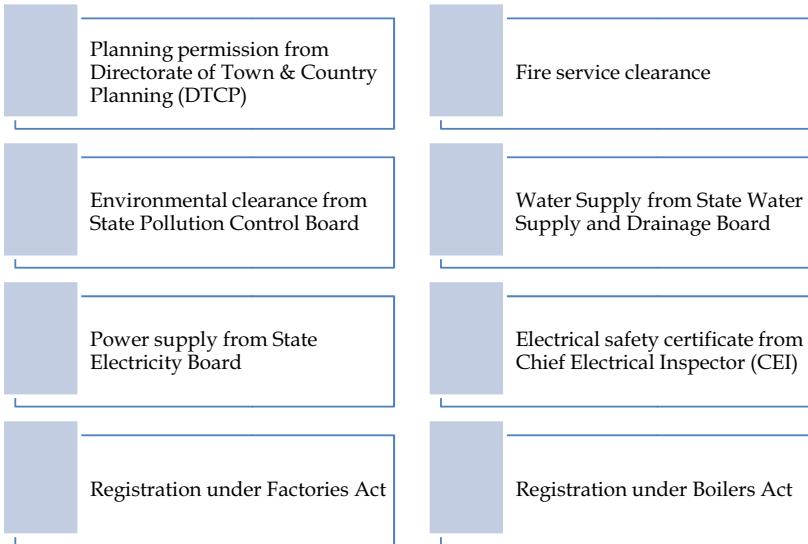 Planning permission from
Directorate of Town & Country
Planning (DTCP)
Fire service clearance
Environmental clearance from
State Pollution Control Board
Water Supply from State Water
Supply and Drainage Board
Power supply from State
Electricity Board
Electrical safety certificate from
Chief Electrical Inspector (CEI)
Registration under Factories Act
Registration under Boilers Act